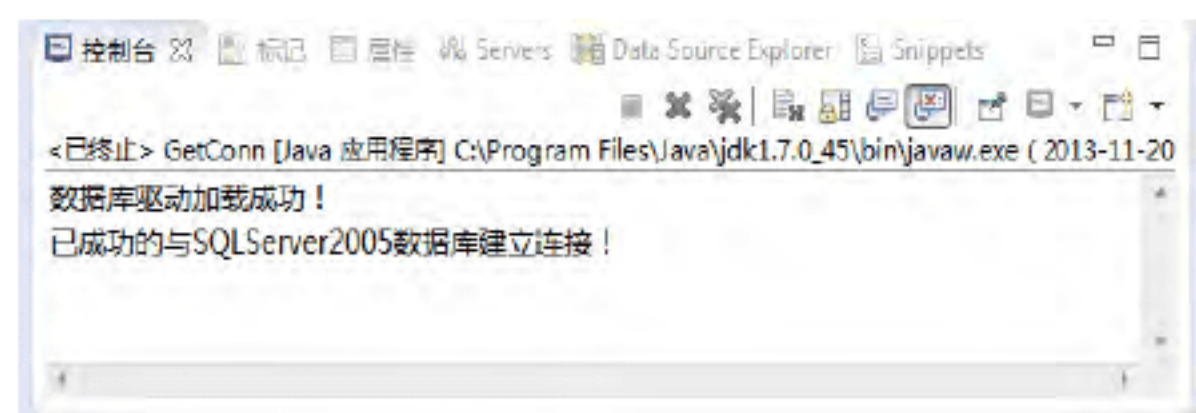 控制台 标记 属性 Servers Data Source Explorer Snippets
<已终止> GetConn [Java 应用程序] C:\Program Files\Java\jdk1.7.0_45\bin\javaw.exe ( 2013-11-20
数据库驱动加载成功！
已成功的与SQLServer2005数据库建立连接！